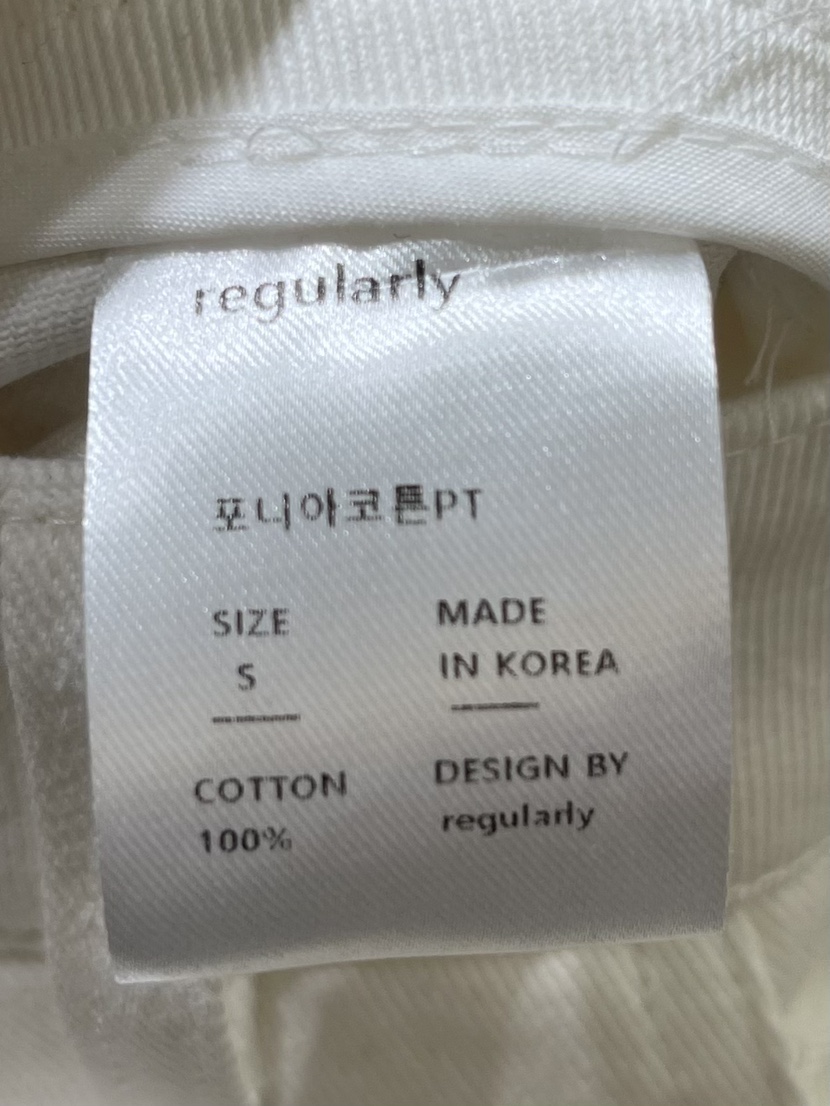 regularly
포니아코튼PT
SIZE
S
MADE
IN KOREA
COTTON
100%
DESIGN BY
regularly